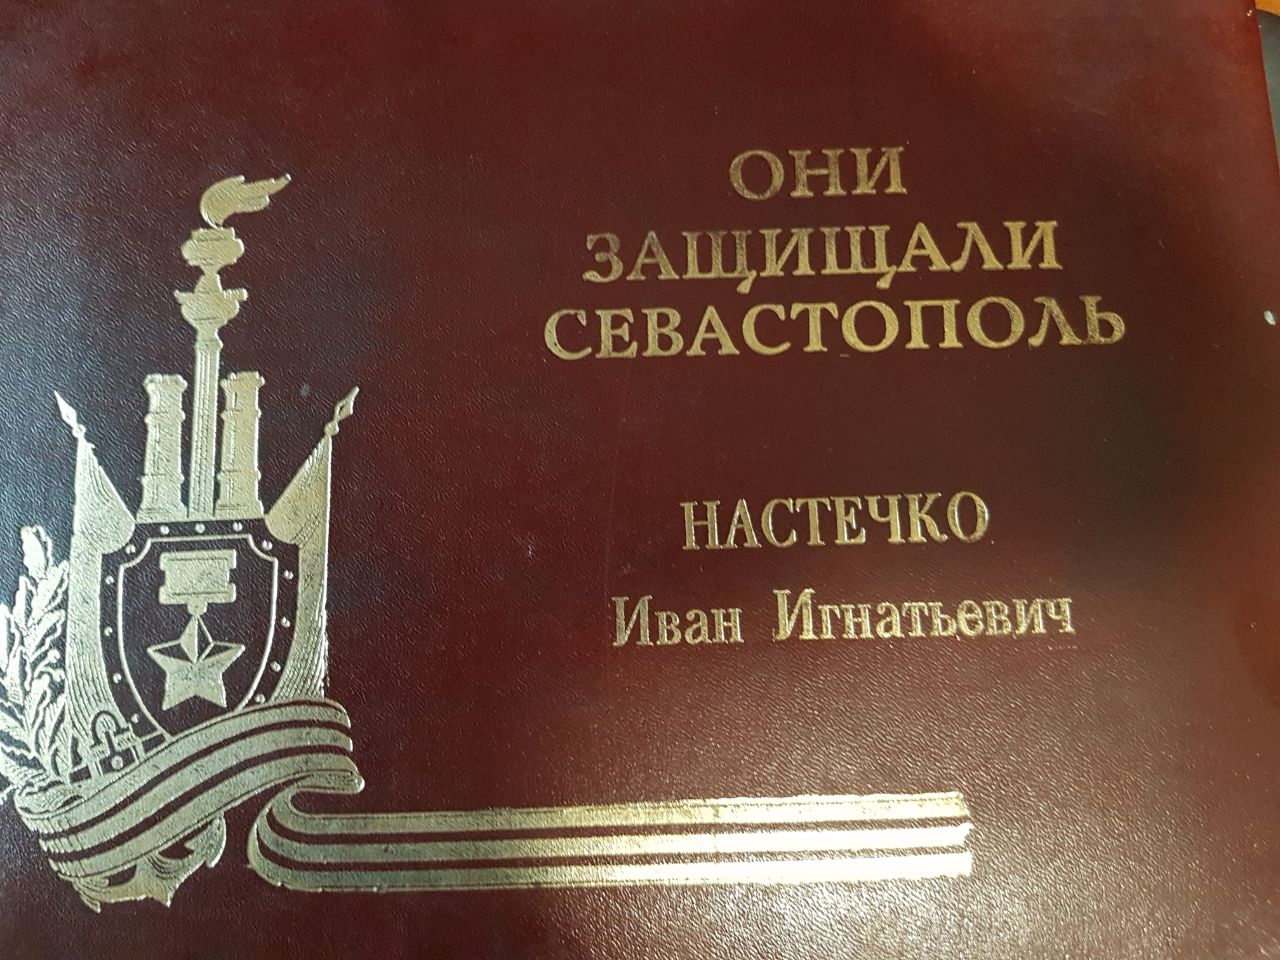 ОНИ
ЗАЩИЩАЛИ
СЕВАСТОПОЛЬ
НАСТЕЧКО
Иван Игнатьевич